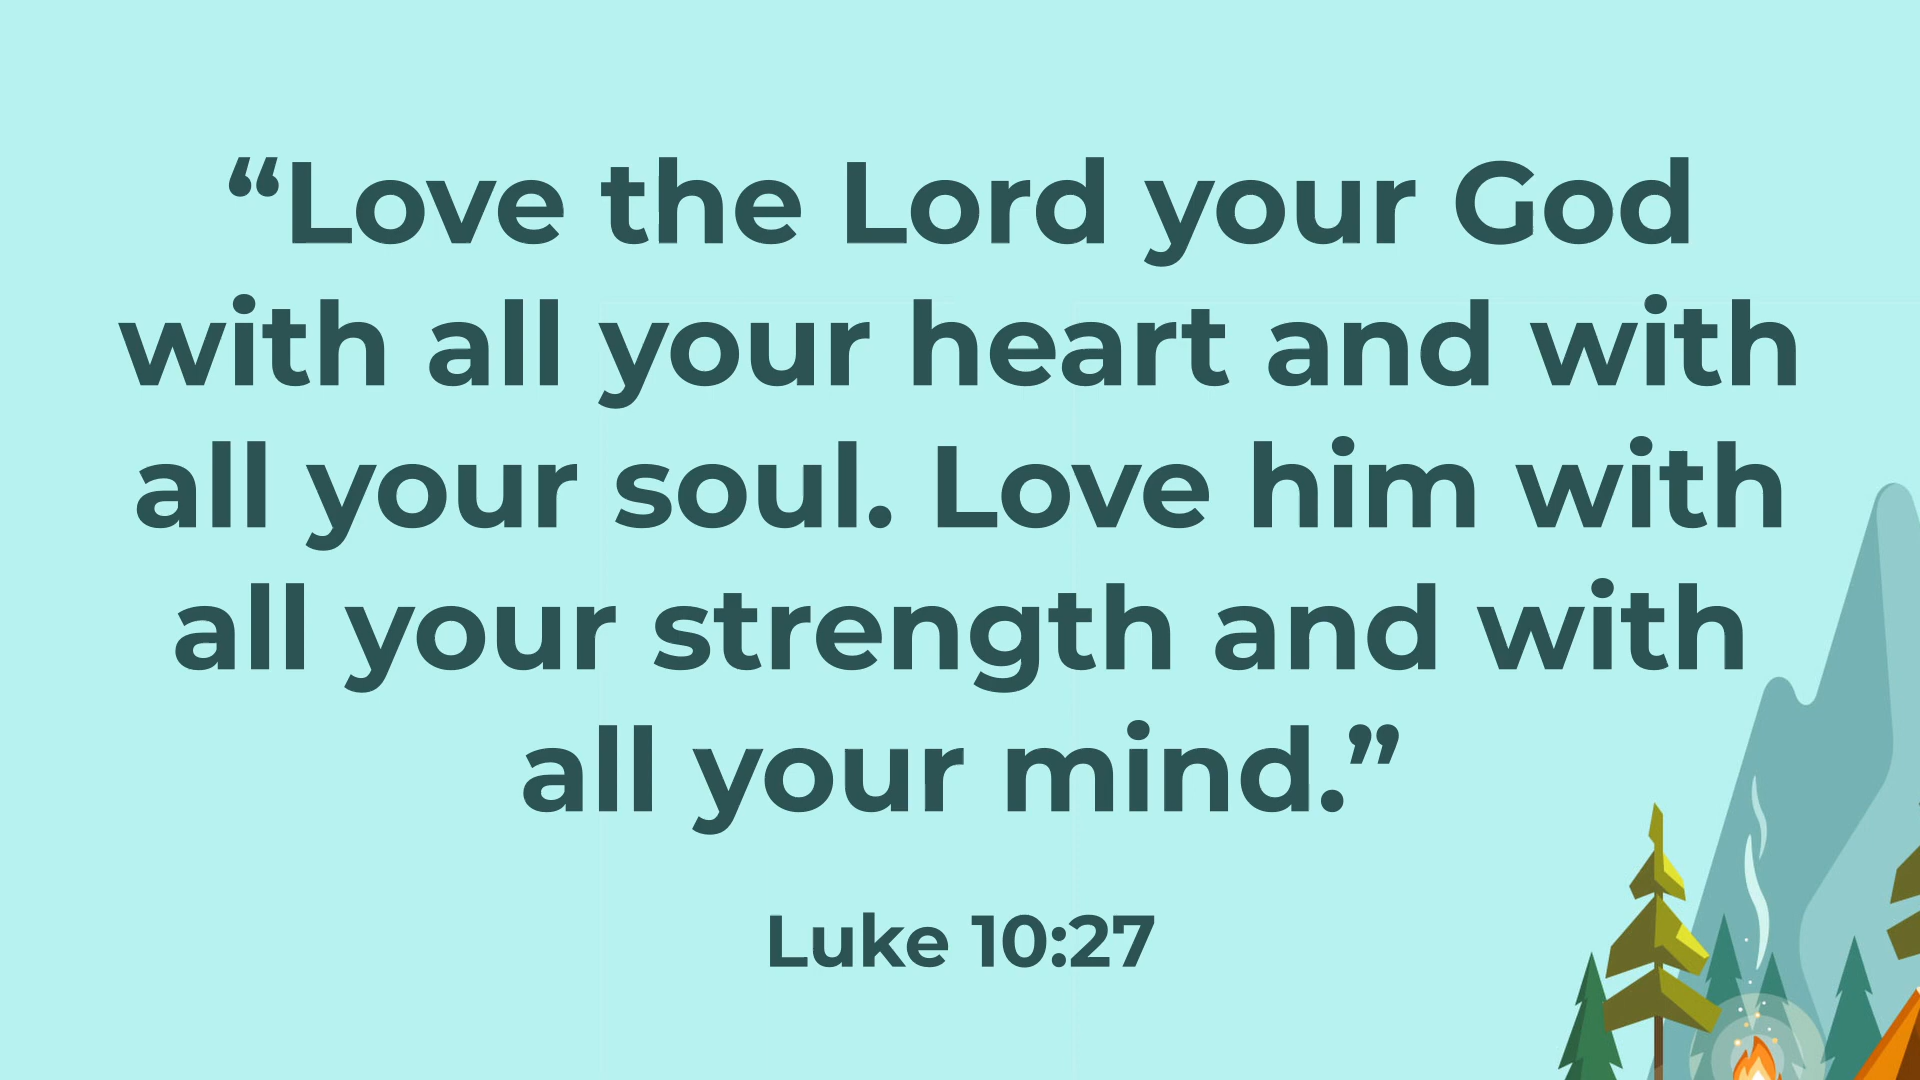 “Love the Lord your God
with all your heart and with
all your soul. Love him with
all your strength and with
all your mind.”
Luke 10:27